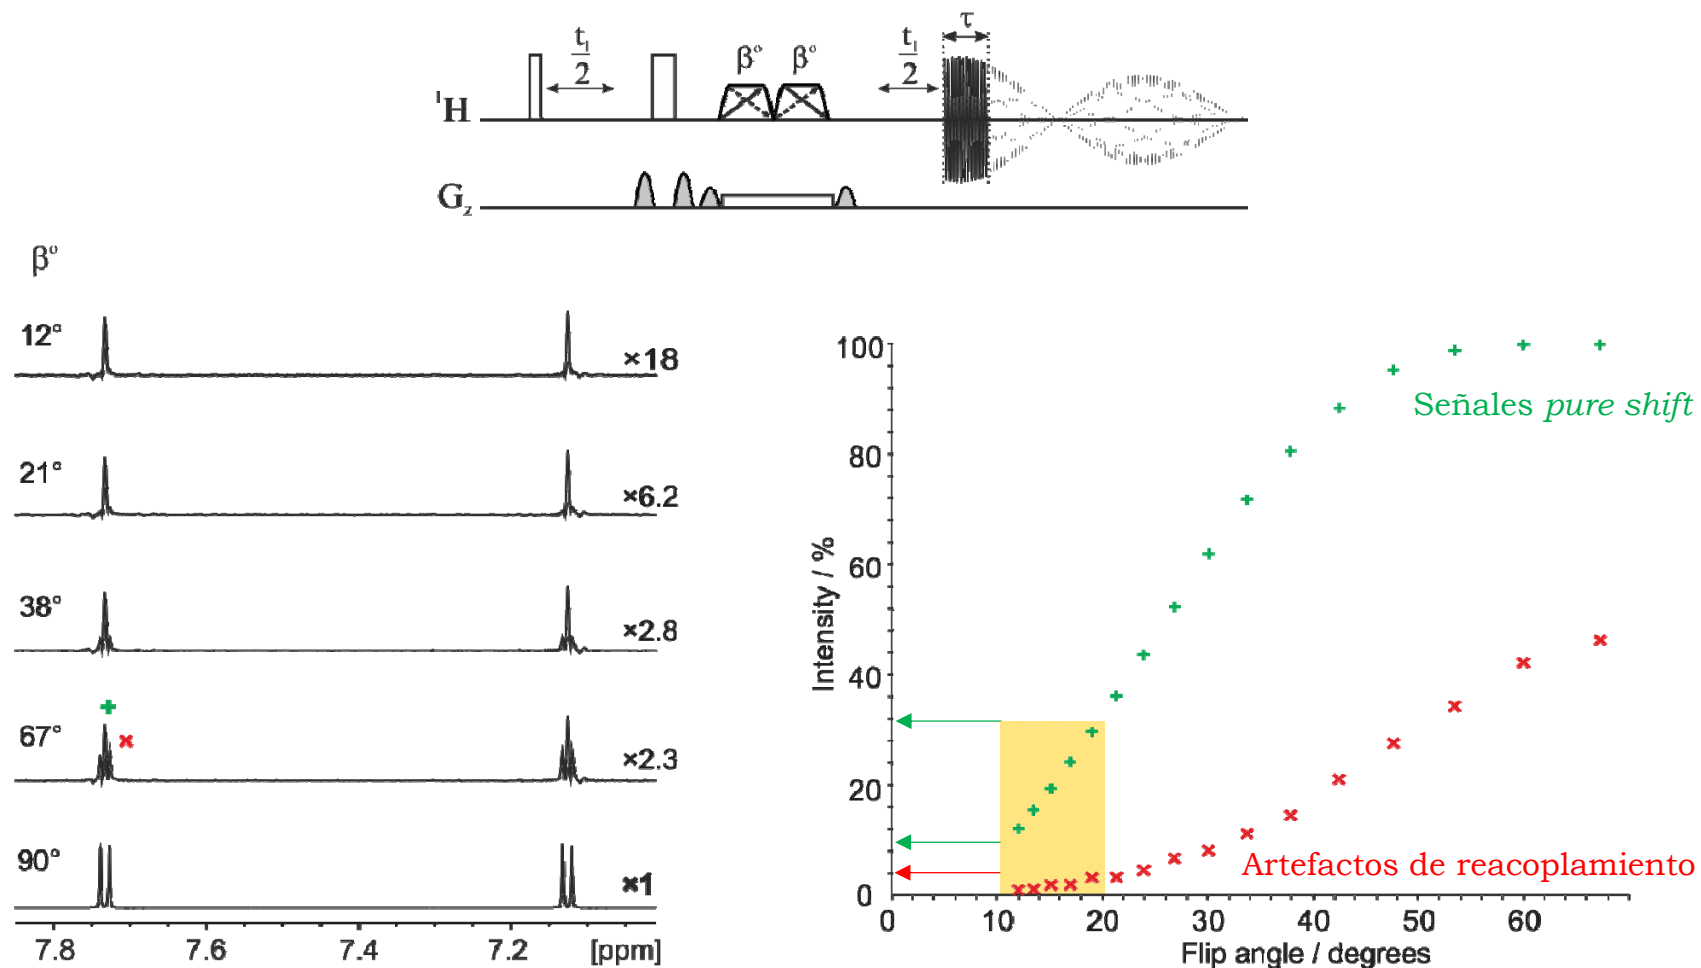 τ
t₁/2
β° β°
t₁/2
¹H
G_z
β°
12°
×18
21°
×6.2
38°
×2.8
67°
×2.3
90°
×1
7.8 7.6 7.4 7.2 [ppm]
100
80
60
40
20
0
Intensity / %
Señales pure shift
Artefactos de reacoplamiento
0 10 20 30 40 50 60
Flip angle / degrees